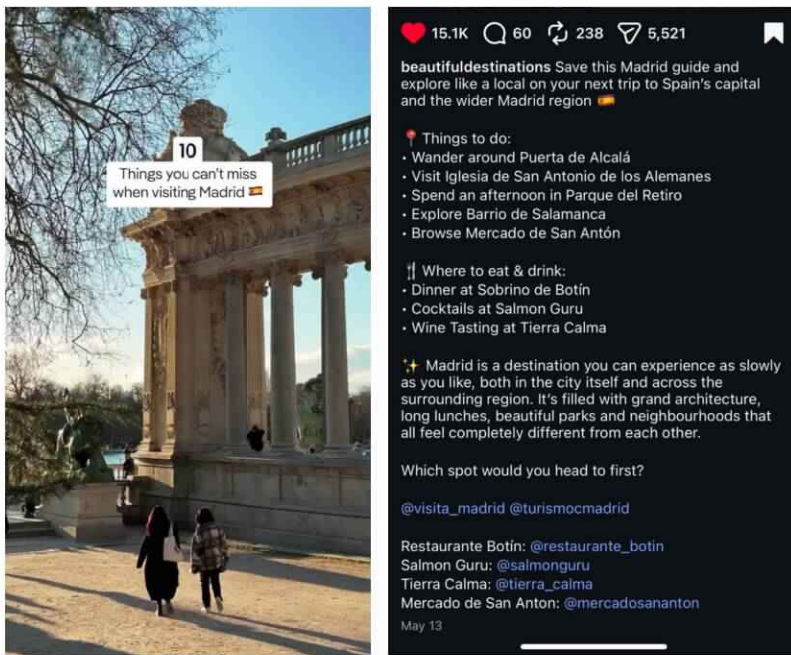 10
Things you can't miss
when visiting Madrid 🇪🇸
15.1K 60 238 5,521
beautifuldestinations Save this Madrid guide and
explore like a local on your next trip to Spain's capital
and the wider Madrid region 🇪🇸
📍 Things to do:
• Wander around Puerta de Alcalá
• Visit Iglesia de San Antonio de los Alemanes
• Spend an afternoon in Parque del Retiro
• Explore Barrio de Salamanca
• Browse Mercado de San Antón
🍴 Where to eat & drink:
• Dinner at Sobrino de Botín
• Cocktails at Salmon Guru
• Wine Tasting at Tierra Calma
✨ Madrid is a destination you can experience as slowly
as you like, both in the city itself and across the
surrounding region. It's filled with grand architecture,
long lunches, beautiful parks and neighbourhoods that
all feel completely different from each other.
Which spot would you head to first?
@visita_madrid @turismocmadrid
Restaurante Botín: @restaurante_botin
Salmon Guru: @salmonguru
Tierra Calma: @tierra_calma
Mercado de San Anton: @mercadosananton
May 13